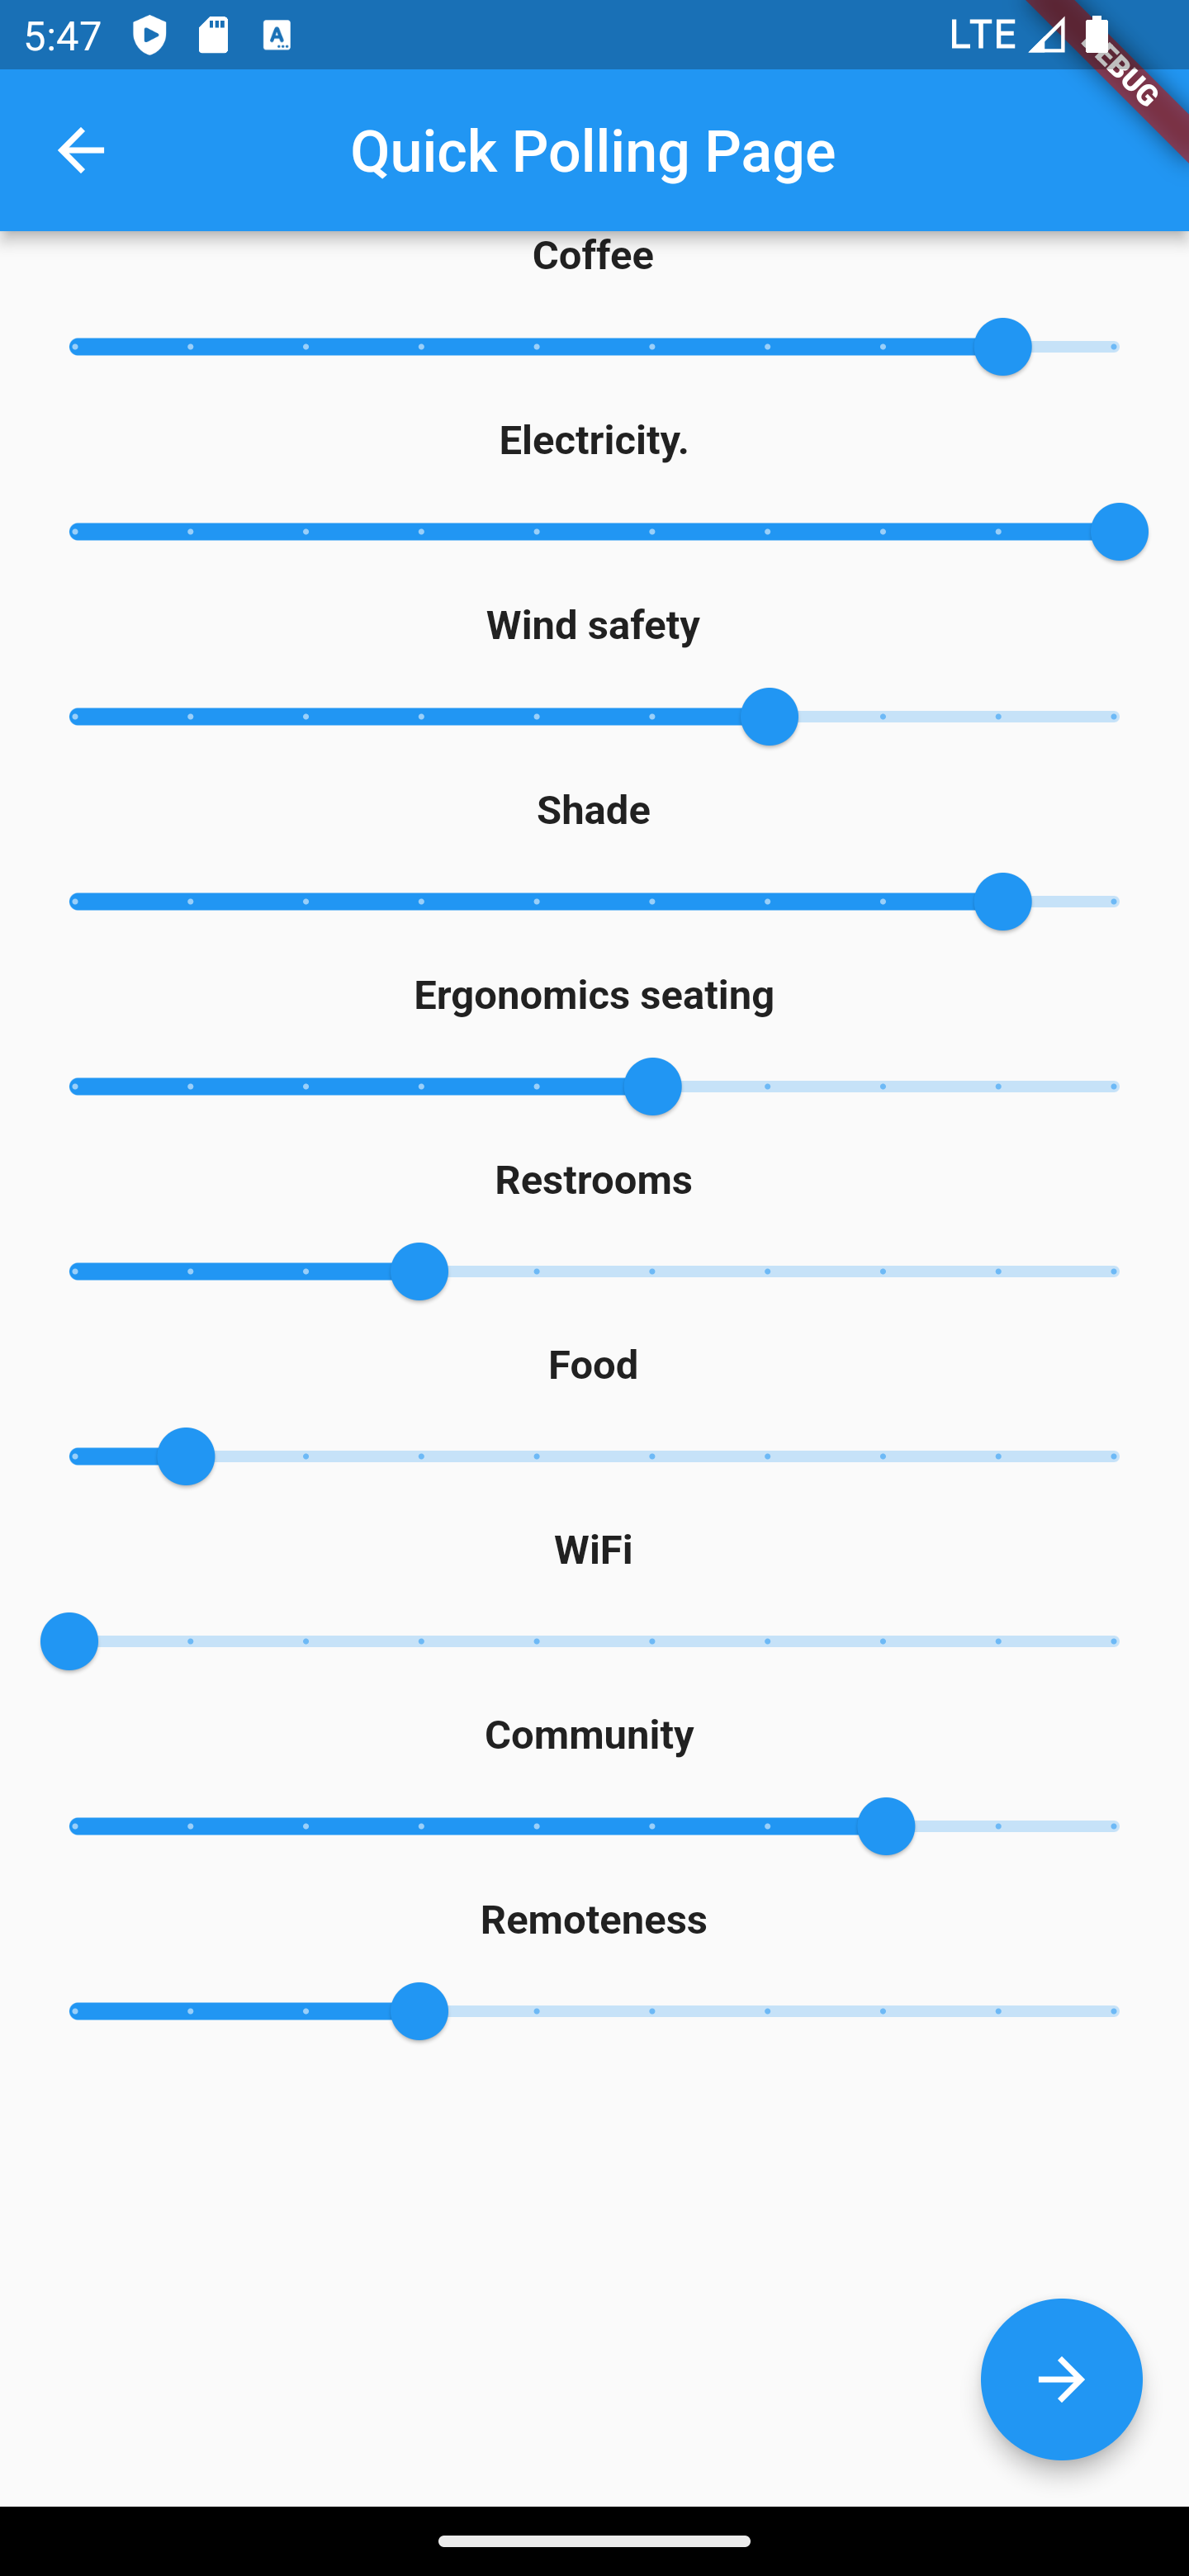 5:47 A LTE
DEBUG
Quick Polling Page
Coffee
Electricity.
Wind safety
Shade
Ergonomics seating
Restrooms
Food
WiFi
Community
Remoteness